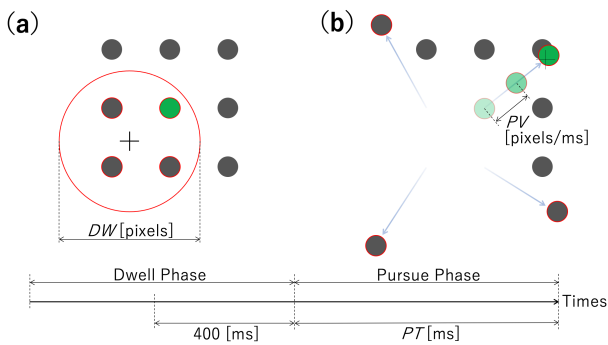 (a)
(b)
PV
[pixels/ms]
DW [pixels]
Dwell Phase
Pursue Phase
Times
400 [ms]
PT [ms]